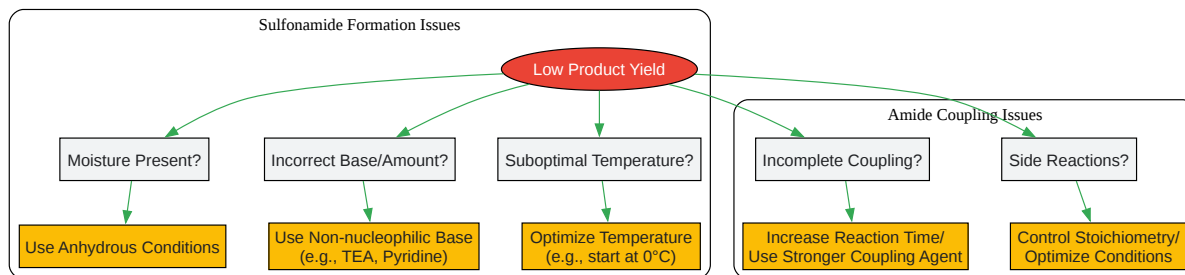 Sulfonamide Formation Issues
Low Product Yield
Amide Coupling Issues
Moisture Present?
Incorrect Base/Amount?
Suboptimal Temperature?
Incomplete Coupling?
Side Reactions?
Use Anhydrous Conditions
Use Non-nucleophilic Base
(e.g., TEA, Pyridine)
Optimize Temperature
(e.g., start at 0°C)
Increase Reaction Time/
Use Stronger Coupling Agent
Control Stoichiometry/
Optimize Conditions